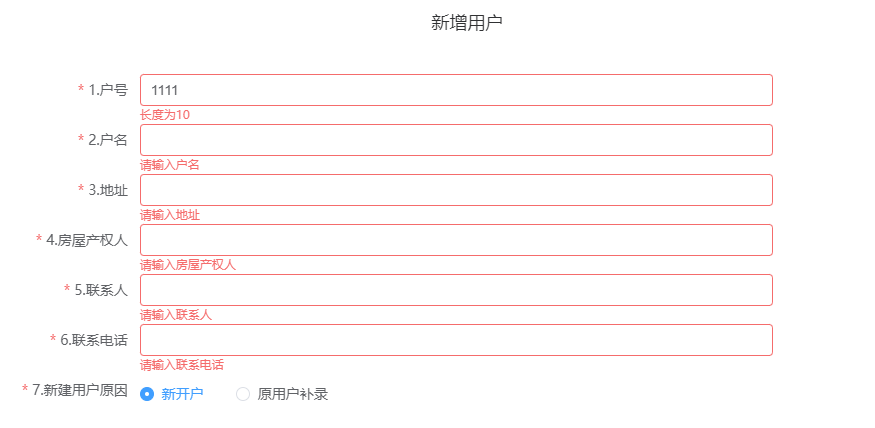 新增用户
* 1.户号 1111
长度为10
* 2.户名
请输入户名
* 3.地址
请输入地址
* 4.房屋产权人
请输入房屋产权人
* 5.联系人
请输入联系人
* 6.联系电话
请输入联系电话
* 7.新建用户原因 新开户 原用户补录